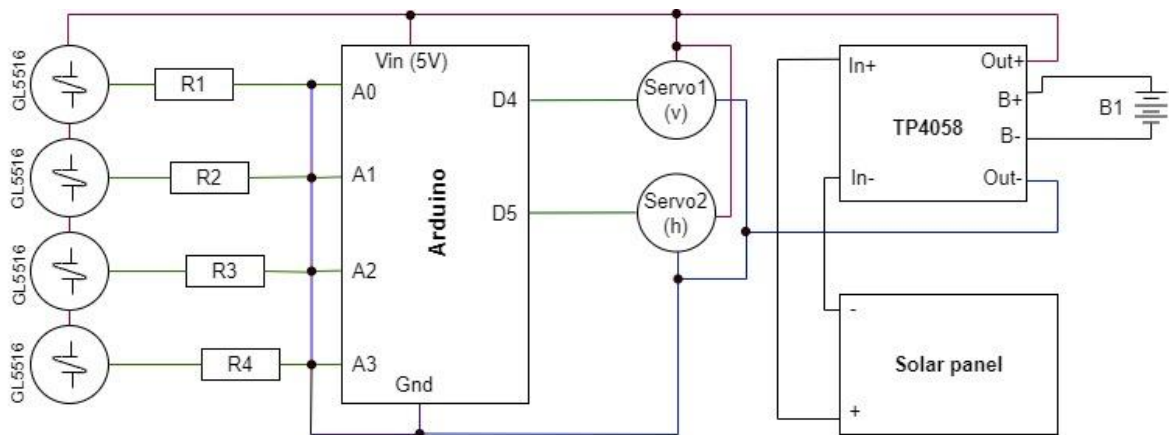 GL5516
R1
Vin (5V)
A0
D4
Servo1
(v)
In+
Out+
B+
B1
TP4058
B-
GL5516
R2
A1
In-
Out-
Arduino
D5
Servo2
(h)
GL5516
R3
A2
-
Solar panel
+
GL5516
R4
A3
Gnd